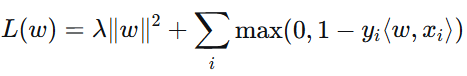 L(w) = λ‖w‖² + ∑ᵢ max(0, 1 − yᵢ⟨w, xᵢ⟩)